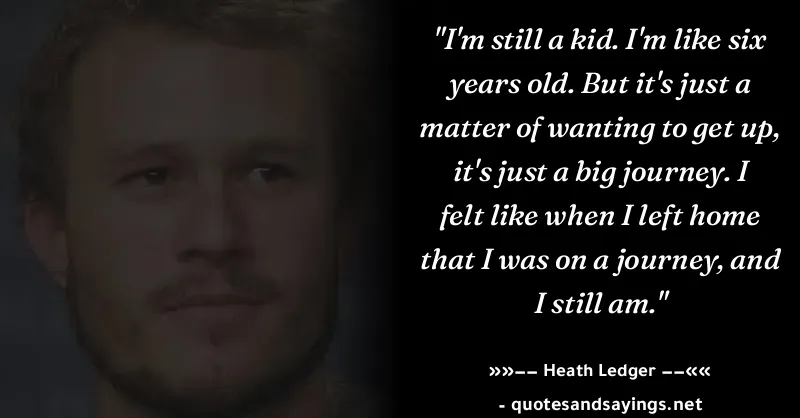 "I'm still a kid. I'm like six
years old. But it's just a
matter of wanting to get up,
it's just a big journey. I
felt like when I left home
that I was on a journey, and
I still am."
»»−− Heath Ledger −−««
- quotesandsayings.net